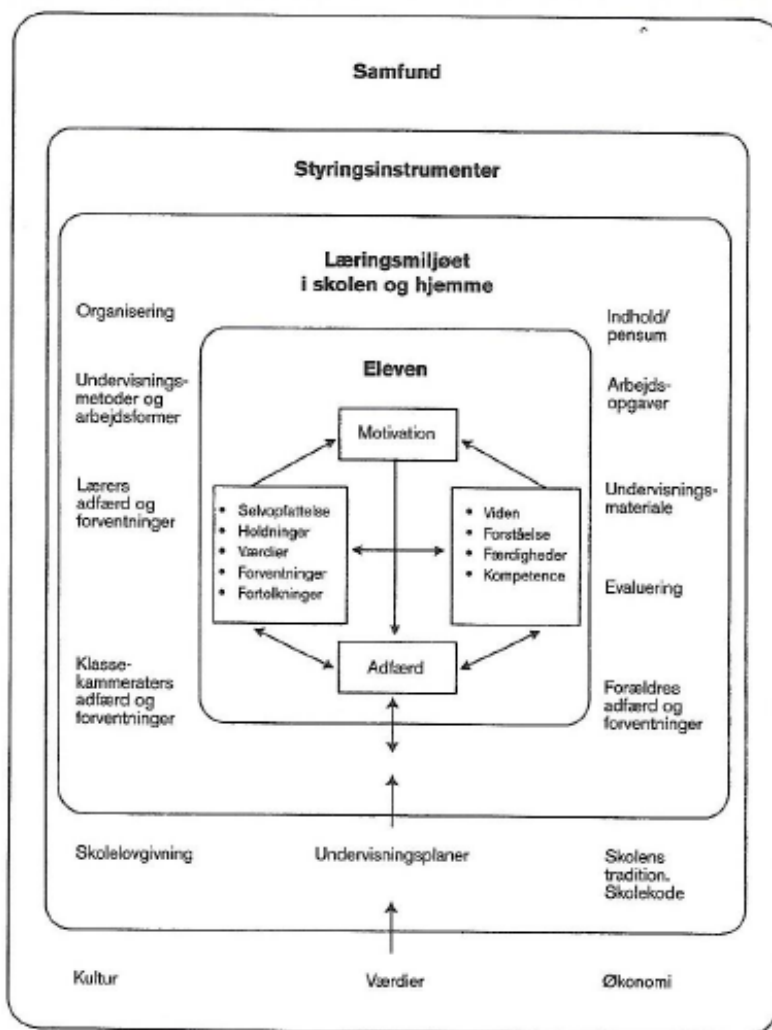 Samfund
Styringsinstrumenter
Læringsmiljøet
i skolen og hjemme
Organisering
Undervisnings-
metoder og
arbejdsformer
Lærers
adfærd og
forventninger
Klasse-
kammeraters
adfærd og
forventninger
Indhold/
pensum
Arbejds-
opgaver
Undervisnings-
materiale
Evaluering
Forældres
adfærd og
forventninger
Eleven
Motivation
• Selvopfattelse
• Holdninger
• Værdier
• Forventninger
• Fortolkninger
• Viden
• Forståelse
• Færdigheder
• Kompetence
Adfærd
Skolelovgivning
Undervisningsplaner
Skolens
tradition.
Skolekode
Kultur
Værdier
Økonomi